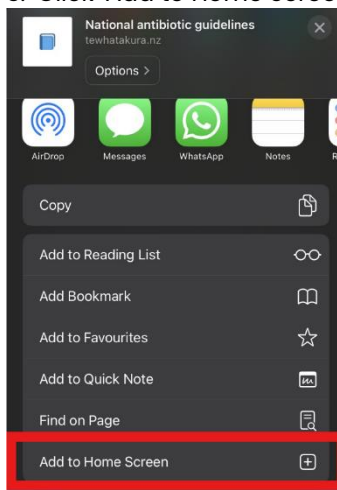 National antibiotic guidelines
tewhatakura.nz
Options >
AirDrop
Messages
WhatsApp
Notes
Copy
Add to Reading List
Add Bookmark
Add to Favourites
Add to Quick Note
Find on Page
Add to Home Screen